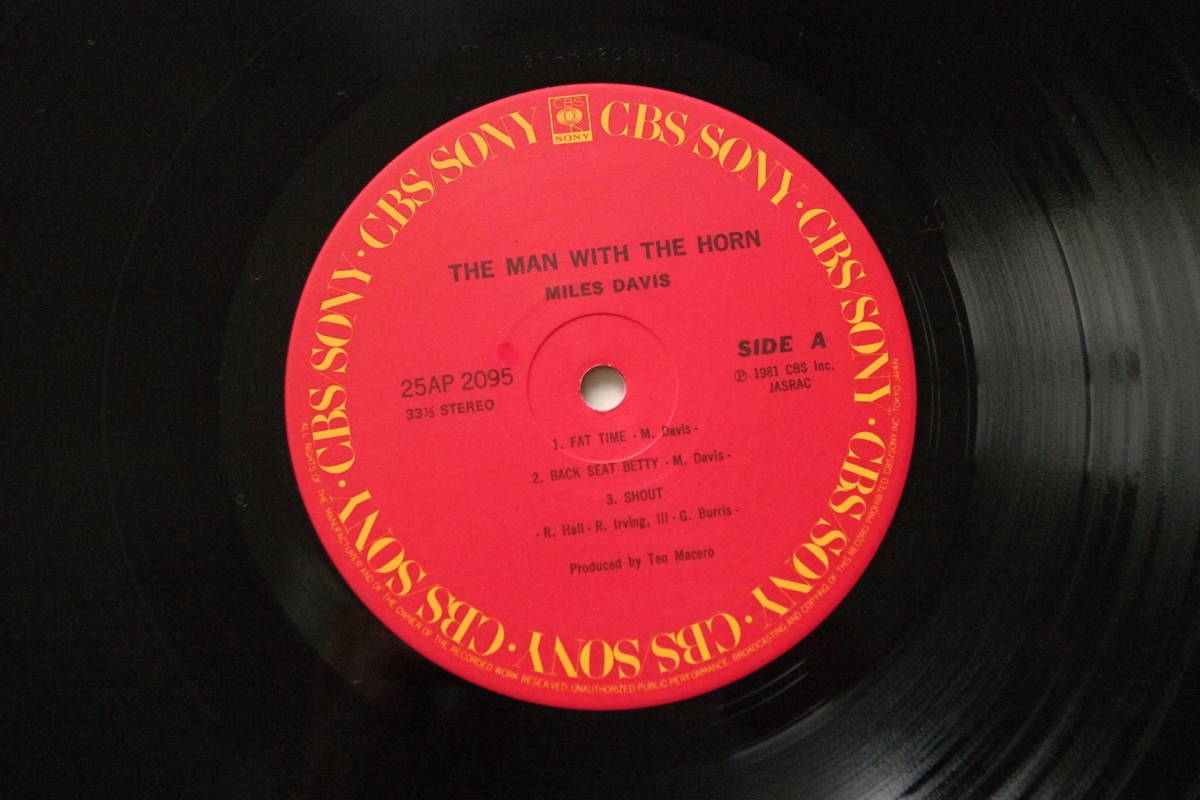 CBS
SONY
CBS/SONY · CBS/SONY · CBS/SONY · CBS/SONY · CBS/SONY · CBS/SONY · CBS/SONY · CBS/SONY
THE MAN WITH THE HORN
MILES DAVIS
25AP 2095
33⅓ STEREO
SIDE A
Ⓟ 1981 CBS Inc.
JASRAC
1. FAT TIME - M. Davis -
2. BACK SEAT BETTY - M. Davis -
3. SHOUT
- R. Hall - R. Irving, III - G. Burris -
Produced by Teo Macero
ALL RIGHTS OF THE MANUFACTURER AND OF THE OWNER OF THE RECORDED WORK RESERVED UNAUTHORIZED PUBLIC PERFORMANCE, BROADCASTING AND COPYING OF THIS RECORD PROHIBITED CBS/SONY INC. TOKYO JAPAN